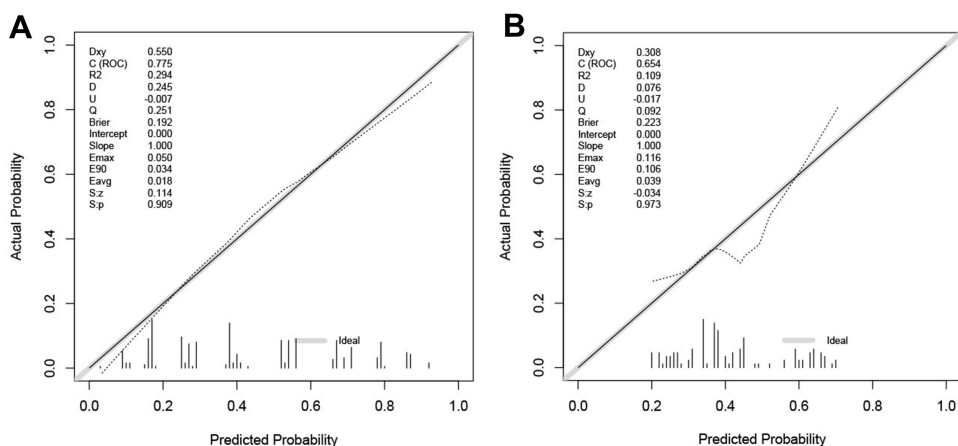 A
Actual Probability
1.0
0.8
0.6
0.4
0.2
0.0
Dxy 0.550
C (ROC) 0.775
R2 0.294
D 0.245
U -0.007
Q 0.251
Brier 0.192
Intercept 0.000
Slope 1.000
Emax 0.050
E90 0.034
Eavg 0.018
S:z 0.114
S:p 0.909
Ideal
0.0 0.2 0.4 0.6 0.8 1.0
Predicted Probability
B
Actual Probability
1.0
0.8
0.6
0.4
0.2
0.0
Dxy 0.308
C (ROC) 0.654
R2 0.109
D 0.076
U -0.017
Q 0.092
Brier 0.223
Intercept 0.000
Slope 1.000
Emax 0.116
E90 0.106
Eavg 0.039
S:z -0.034
S:p 0.973
Ideal
0.0 0.2 0.4 0.6 0.8 1.0
Predicted Probability